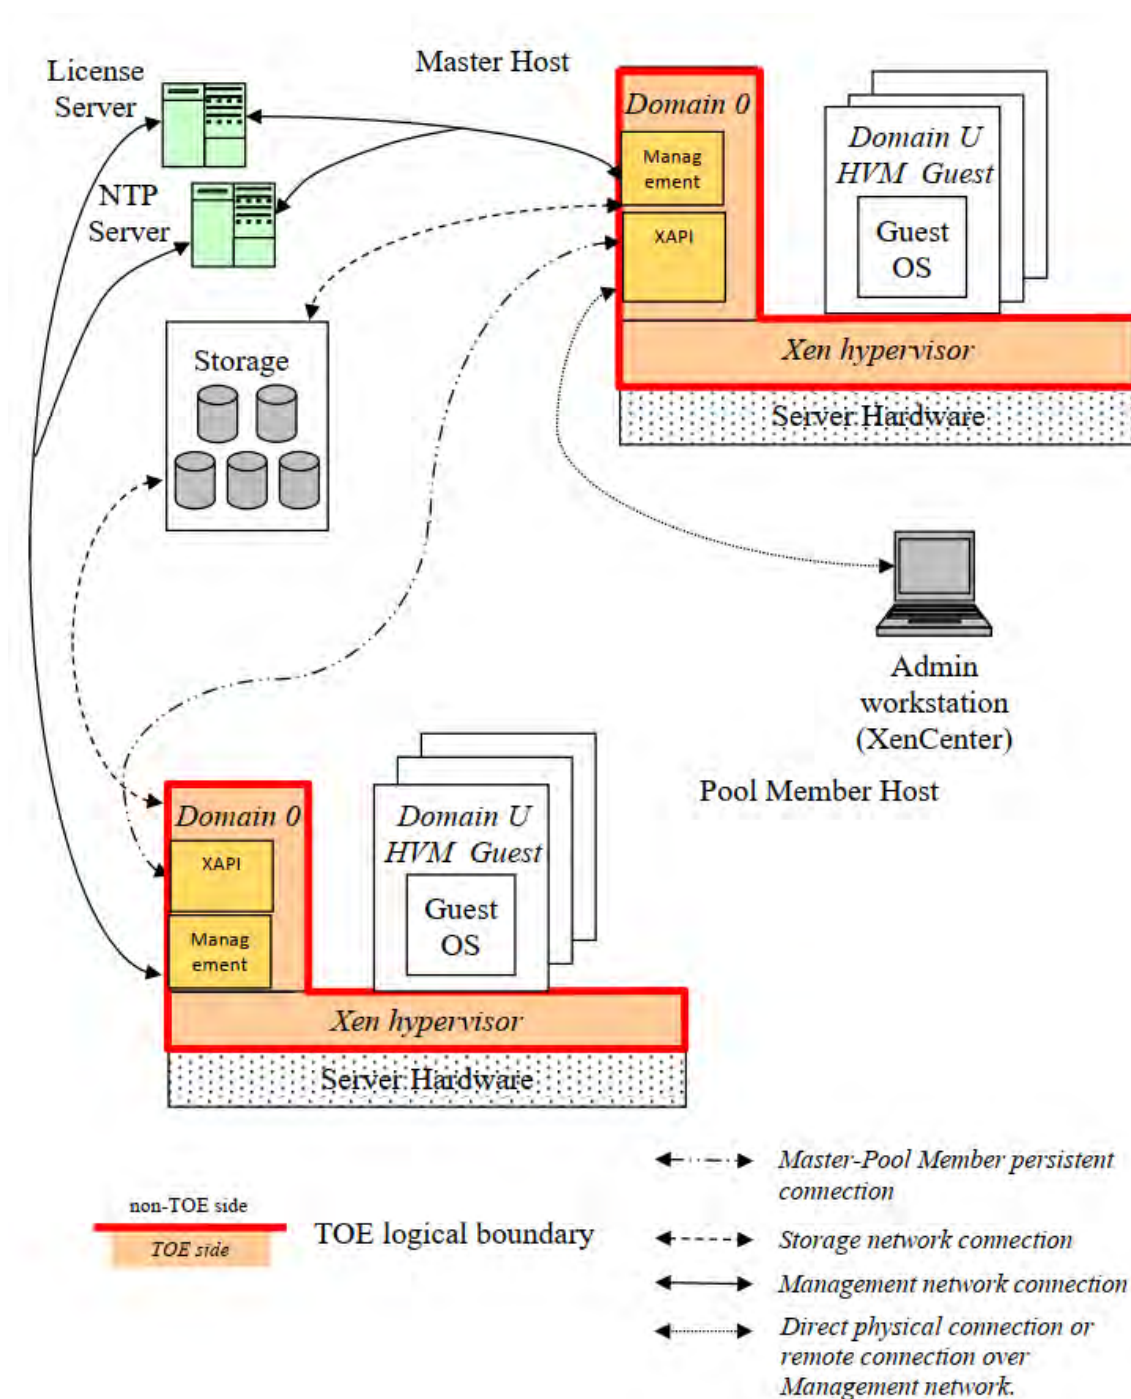 License
Server
Master Host
NTP
Server
Domain 0
Manag
ement
XAPI
Domain U
HVM Guest
Guest
OS
Xen hypervisor
Server Hardware
Storage
Admin
workstation
(XenCenter)
Pool Member Host
Domain 0
XAPI
Manag
ement
Domain U
HVM Guest
Guest
OS
Xen hypervisor
Server Hardware
non-TOE side
TOE side
TOE logical boundary
Master-Pool Member persistent
connection
Storage network connection
Management network connection
Direct physical connection or
remote connection over
Management network.